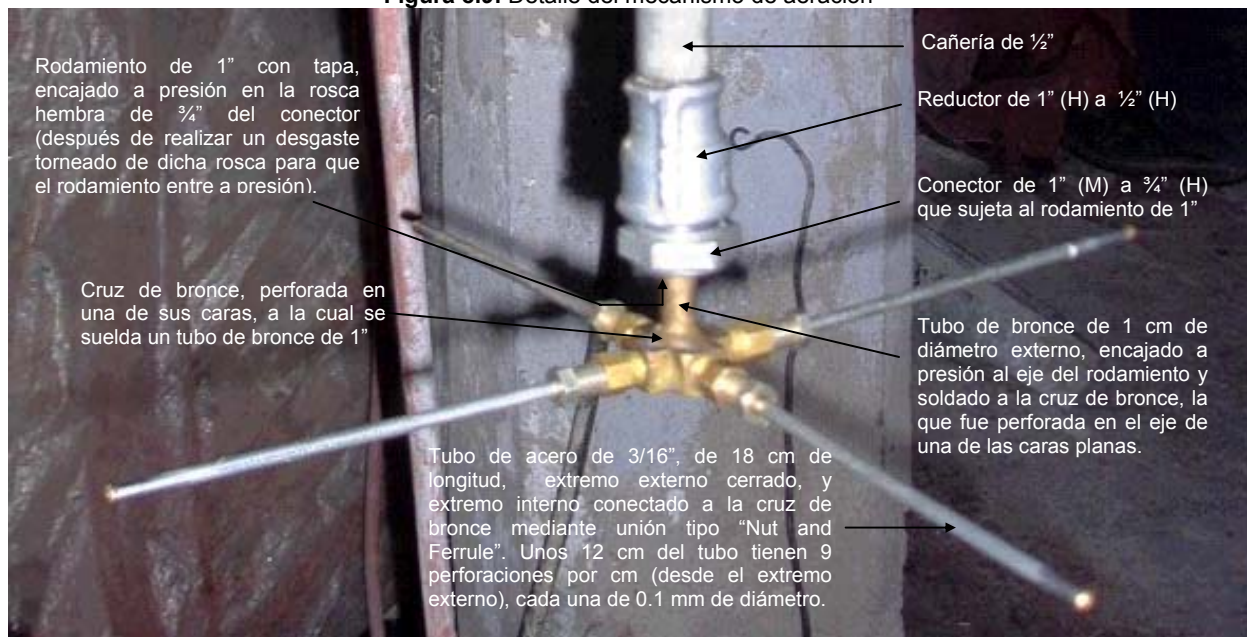 Detalle del mecanismo de aeración
Rodamiento de 1” con tapa,
encajado a presión en la rosca
hembra de ¾” del conector
(después de realizar un desgaste
torneado de dicha rosca para que
el rodamiento entre a presión).
Cruz de bronce, perforada en
una de sus caras, a la cual se
suelda un tubo de bronce de 1”
Cañería de ½”
Reductor de 1” (H) a ½” (H)
Conector de 1” (M) a ¾” (H)
que sujeta al rodamiento de 1”
Tubo de bronce de 1 cm de
diámetro externo, encajado a
presión al eje del rodamiento y
soldado a la cruz de bronce, la
que fue perforada en el eje de
una de las caras planas.
Tubo de acero de 3/16”, de 18 cm de
longitud, extremo externo cerrado, y
extremo interno conectado a la cruz de
bronce mediante unión tipo “Nut and
Ferrule”. Unos 12 cm del tubo tienen 9
perforaciones por cm (desde el extremo
externo), cada una de 0.1 mm de diámetro.